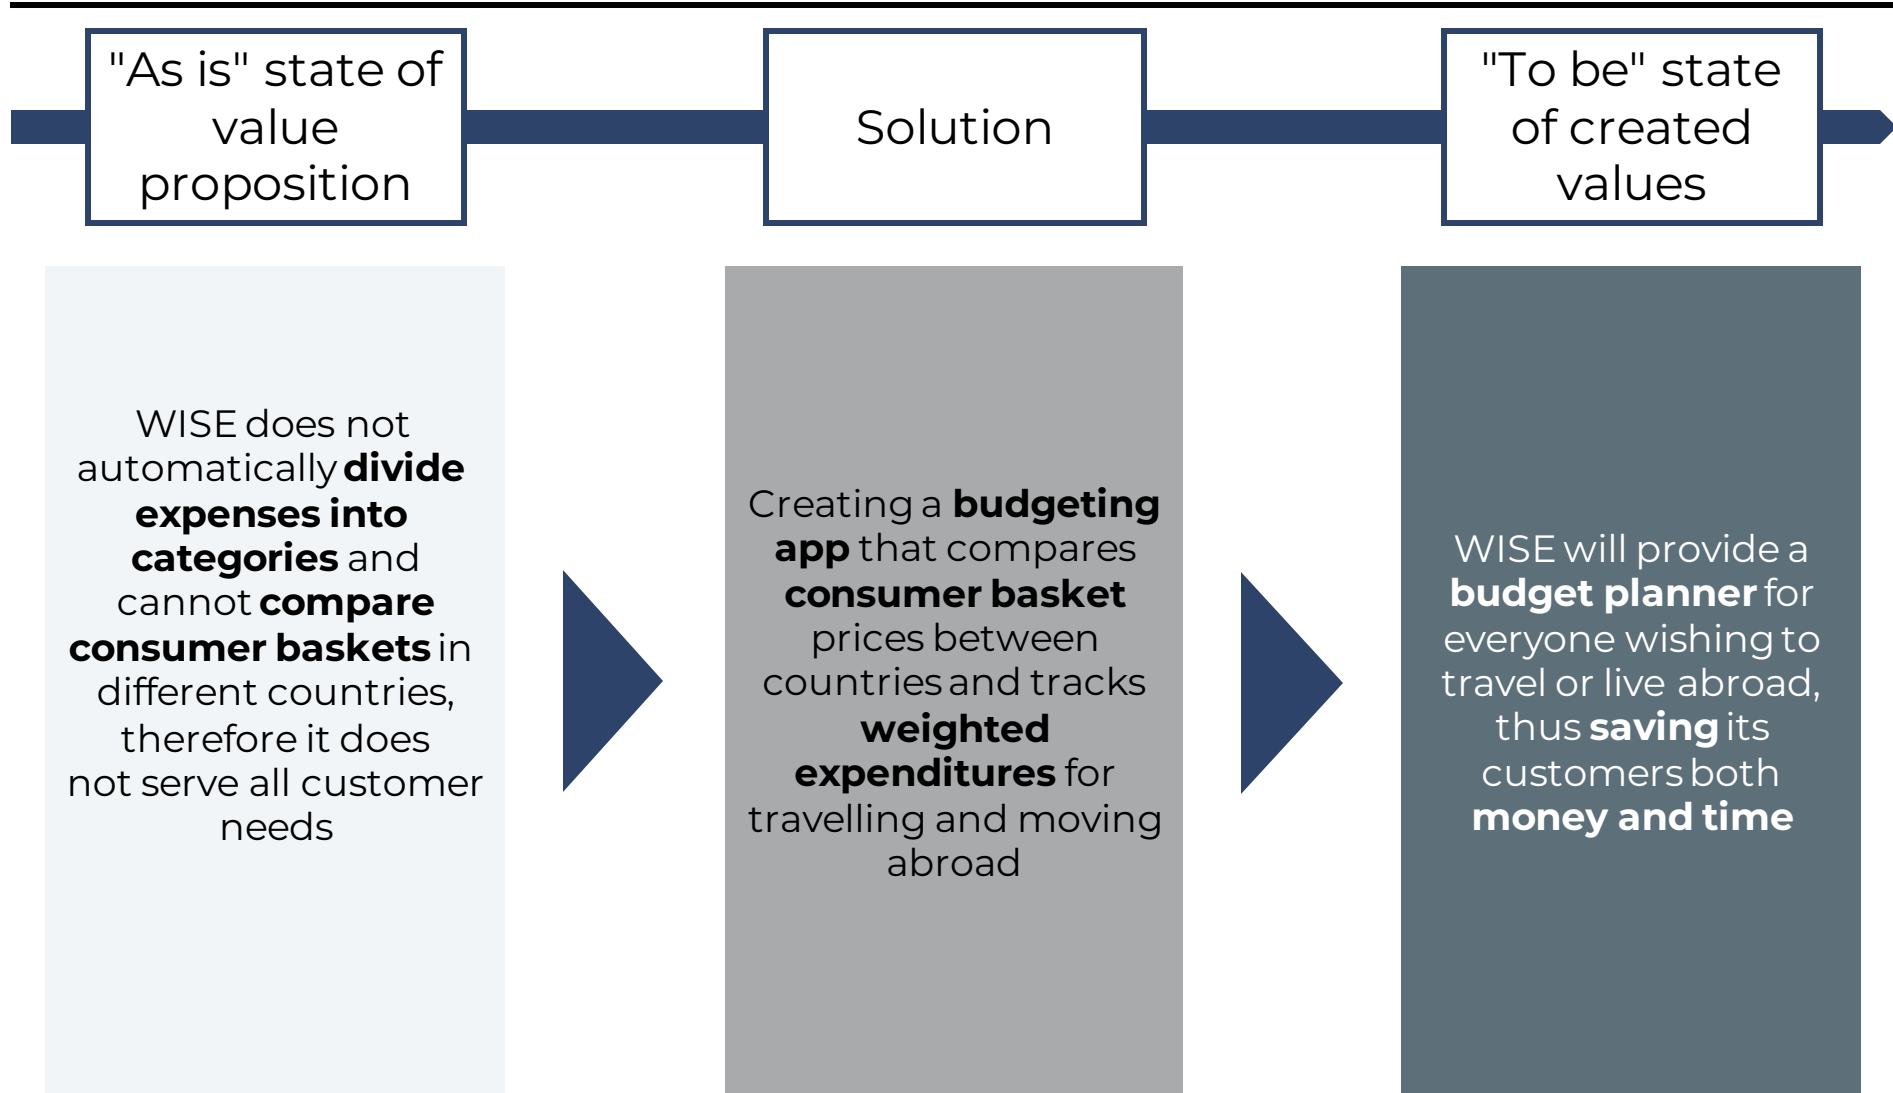 "As is" state of
value
proposition
Solution
"To be" state
of created
values
WISE does not
automatically divide
expenses into
categories and
cannot compare
consumer baskets in
different countries,
therefore it does
not serve all customer
needs
Creating a budgeting
app that compares
consumer basket
prices between
countries and tracks
weighted
expenditures for
travelling and moving
abroad
WISE will provide a
budget planner for
everyone wishing to
travel or live abroad,
thus saving its
customers both
money and time